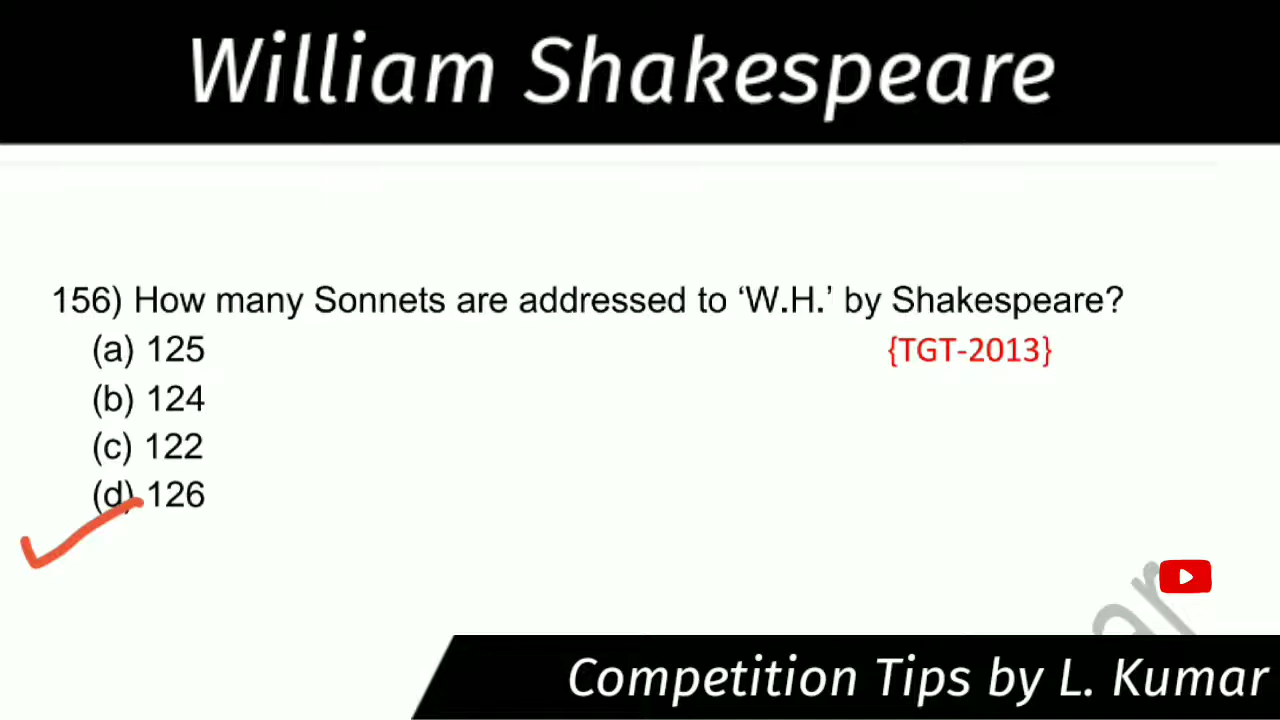 William Shakespeare
156) How many Sonnets are addressed to ‘W.H.’ by Shakespeare?
(a) 125 {TGT-2013}
(b) 124
(c) 122
(d) 126
Competition Tips by L. Kumar